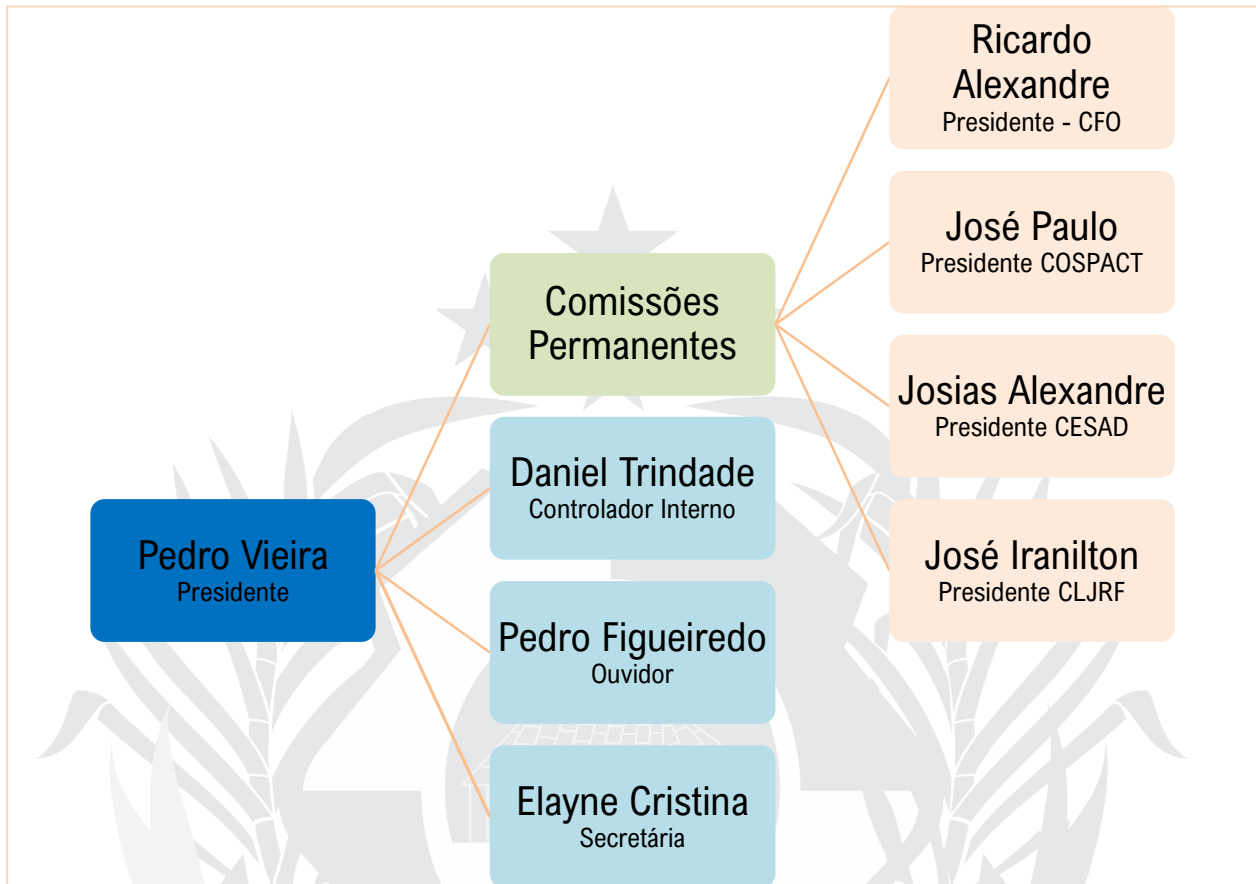 Pedro Vieira
Presidente
Comissões
Permanentes
Daniel Trindade
Controlador Interno
Pedro Figueiredo
Ouvidor
Elayne Cristina
Secretária
Ricardo
Alexandre
Presidente - CFO
José Paulo
Presidente COSPACT
Josias Alexandre
Presidente CESAD
José Iranilton
Presidente CLJRF